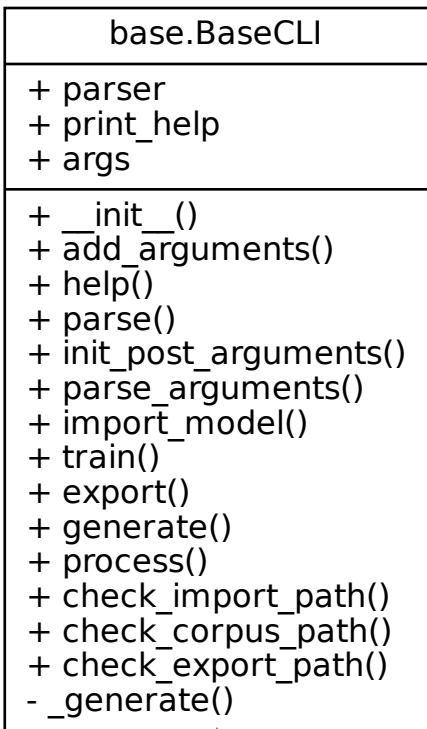 base.BaseCLI
+ parser
+ print_help
+ args
+ __init__()
+ add_arguments()
+ help()
+ parse()
+ init_post_arguments()
+ parse_arguments()
+ import_model()
+ train()
+ export()
+ generate()
+ process()
+ check_import_path()
+ check_corpus_path()
+ check_export_path()
- _generate()